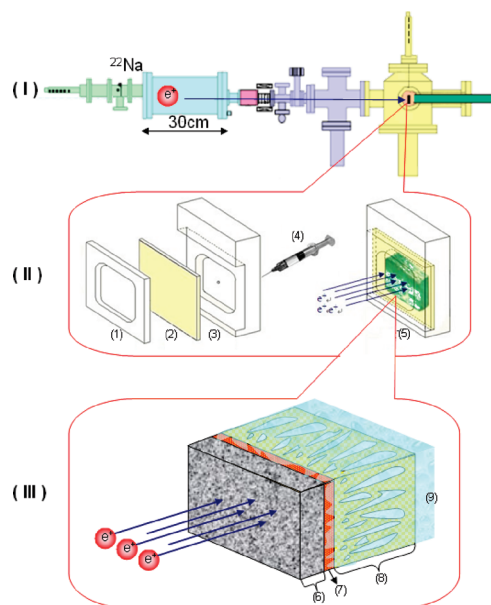 ²²Na
( I )
e⁺
30cm
(4)
( II )
(1)
(2)
(3)
e⁺ e⁺
e⁺ e⁺
(5)
( III )
(9)
e⁺
e⁺
e⁺
(8)
(7)
(6)